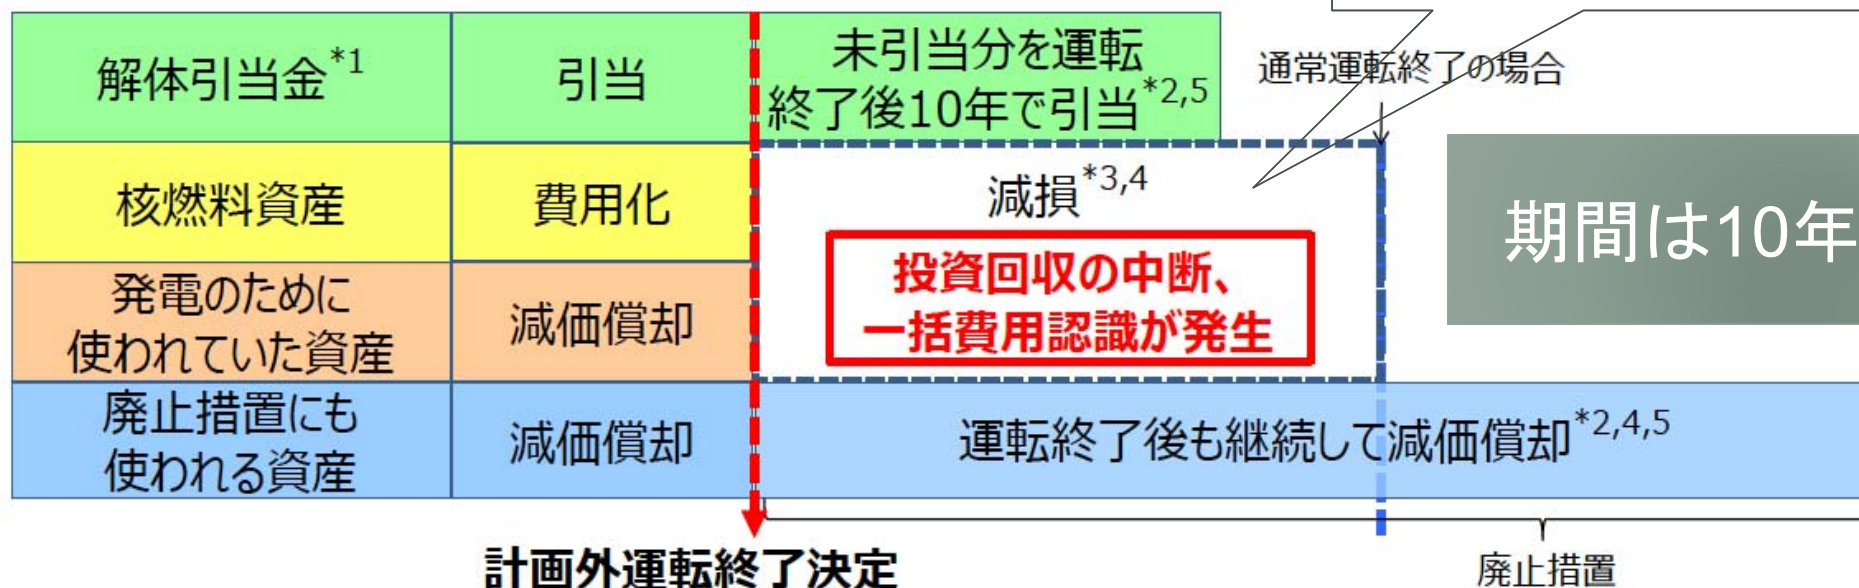 解体引当金*1
引当
未引当分を運転
終了後10年で引当*2,5
通常運転終了の場合
核燃料資産
費用化
減損*3,4
期間は10年
投資回収の中断、
一括費用認識が発生
発電のために
使われていた資産
減価償却
廃止措置にも
使われる資産
減価償却
運転終了後も継続して減価償却*2,4,5
計画外運転終了決定
廃止措置